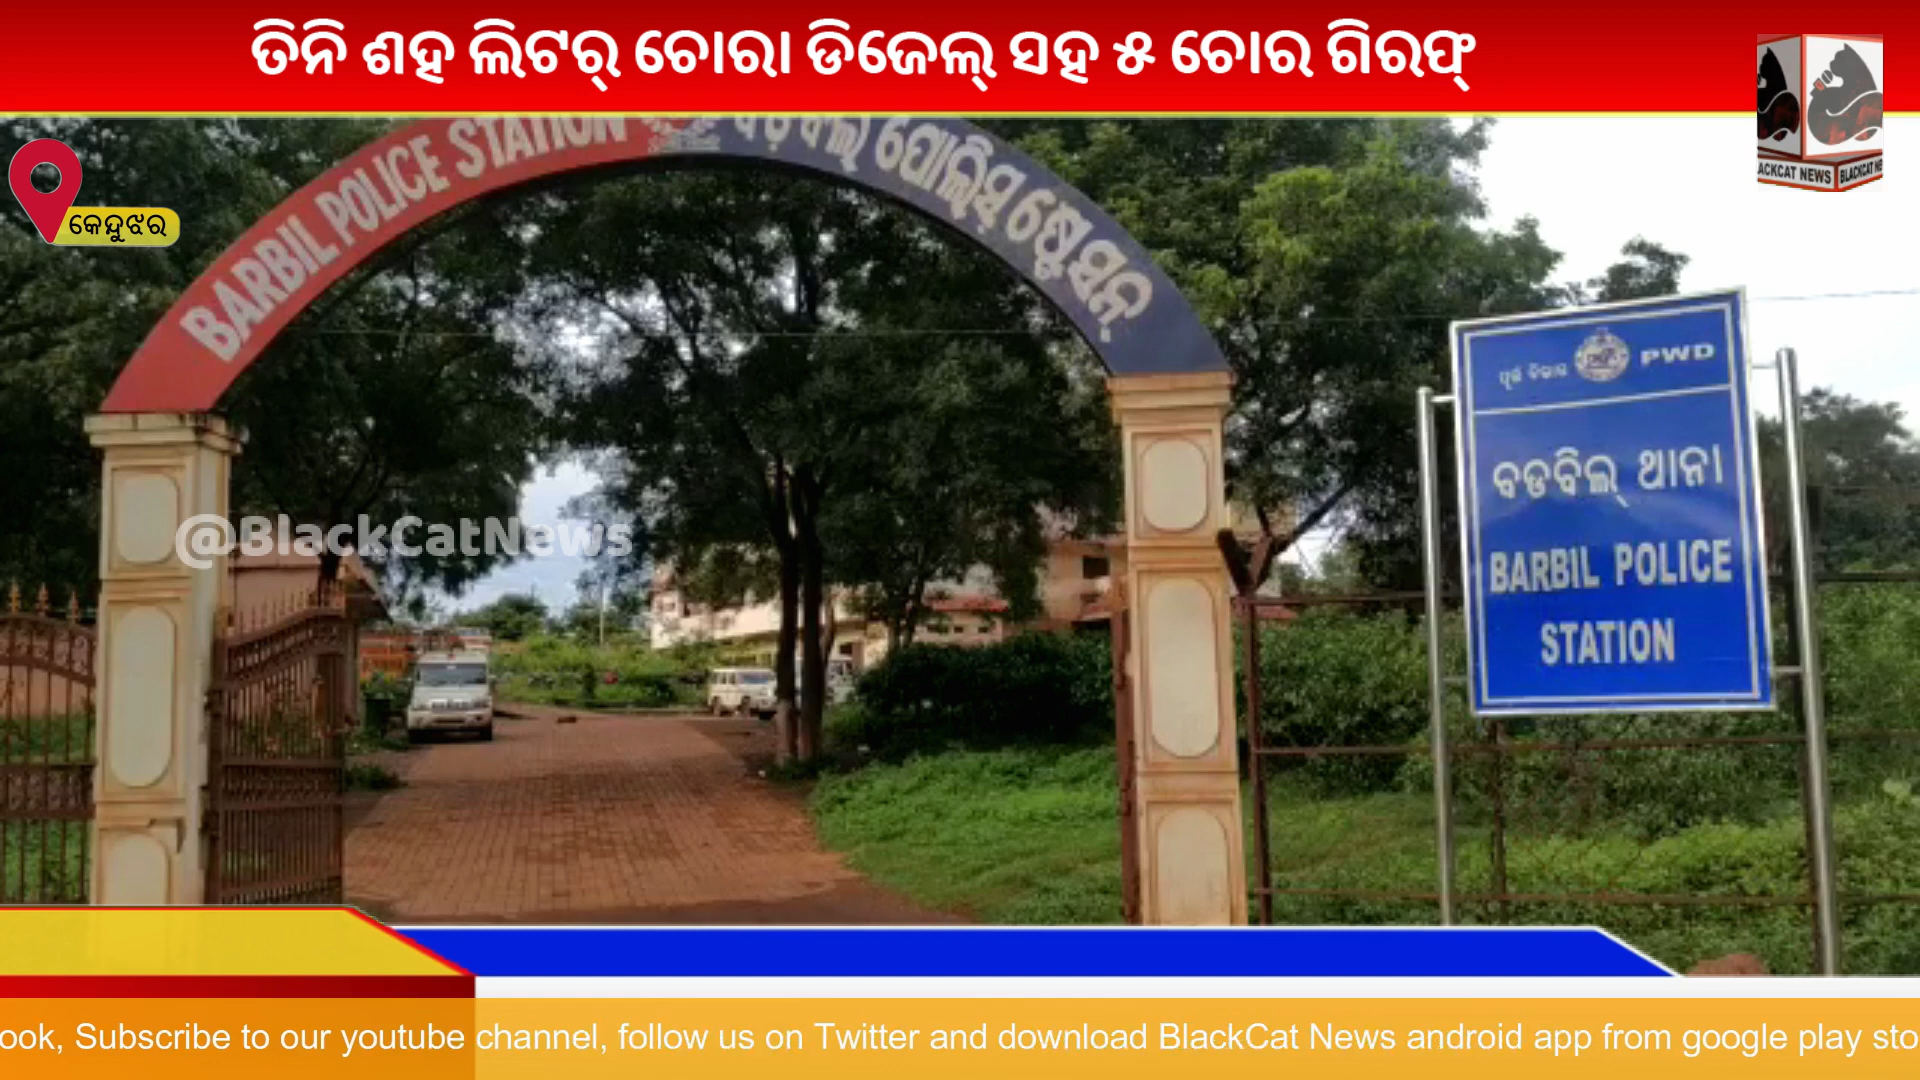 ତିନି ଶହ ଲିଟର୍ ଚୋରା ଡିଜେଲ୍ ସହ ୫ ଚୋର ଗିରଫ୍
BLACKCAT NEWS
କେନ୍ଦୁଝର
BARBIL POLICE STATION
ପୋଲିସ୍ ଷ୍ଟେସନ୍
PWD
ବଡବିଲ୍ ଥାନା
BARBIL POLICE
STATION
@BlackCatNews
ook, Subscribe to our youtube channel, follow us on Twitter and download BlackCat News android app from google play sto